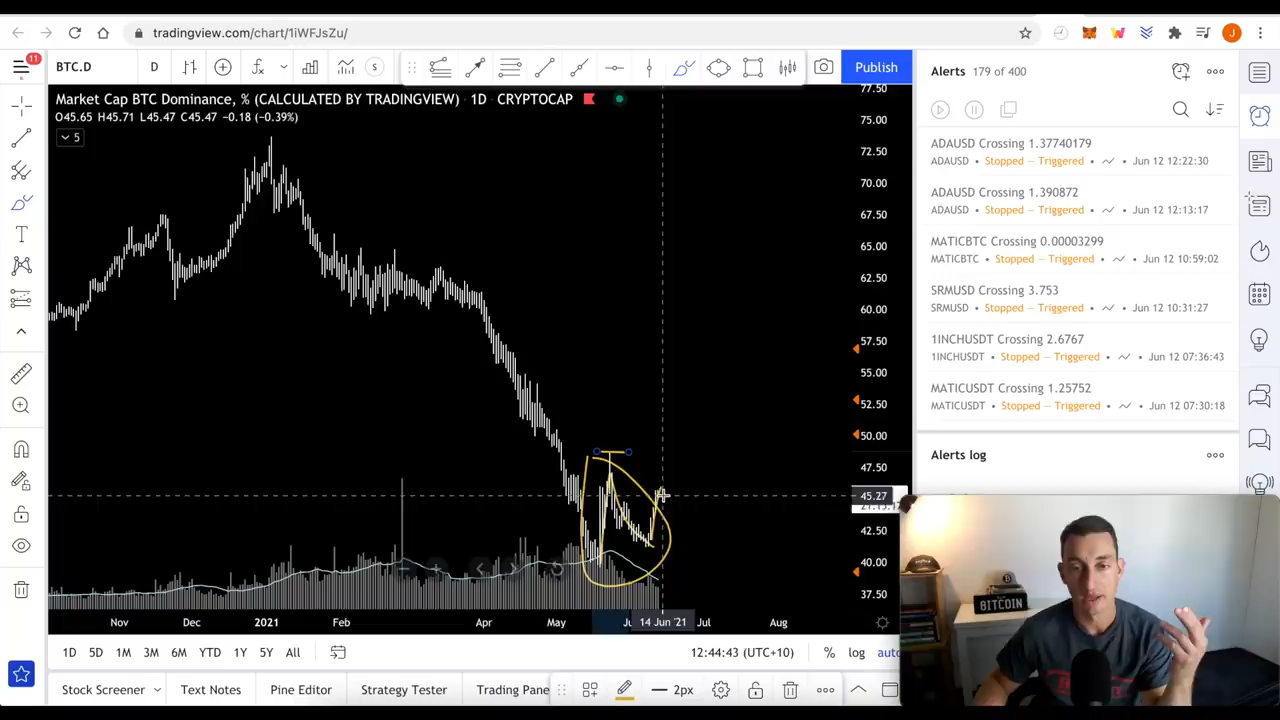 tradingview.com/chart/1iWFJsZu/
J
11
BTC.D
D
S
Publish
Market Cap BTC Dominance, % (CALCULATED BY TRADINGVIEW) · 1D · CRYPTOCAP
O45.65 H45.71 L45.47 C45.47 −0.18 (−0.39%)
5
77.50
75.00
72.50
70.00
67.50
65.00
62.50
60.00
57.50
55.00
52.50
50.00
47.50
45.27
42.50
40.00
37.50
Nov
Dec
2021
Feb
Apr
May
14 Jun '21
Jul
Aug
1D 5D 1M 3M 6M YTD 1Y 5Y All
12:44:43 (UTC+10)
%
log
Stock Screener
Text Notes
Pine Editor
Strategy Tester
Trading Pane
2px
Alerts 179 of 400
ADAUSD Crossing 1.37740179
ADAUSD • Stopped — Triggered • Jun 12 12:22:30
ADAUSD Crossing 1.390872
ADAUSD • Stopped — Triggered • Jun 12 12:13:17
MATICBTC Crossing 0.00003299
MATICBTC • Stopped — Triggered • Jun 12 10:59:02
SRMUSD Crossing 3.753
SRMUSD • Stopped — Triggered • Jun 12 10:31:27
1INCHUSDT Crossing 2.6767
1INCHUSDT • Stopped — Triggered • Jun 12 07:36:43
MATICUSDT Crossing 1.25752
MATICUSDT • Stopped — Triggered • Jun 12 07:30:18
Alerts log
BITCOIN